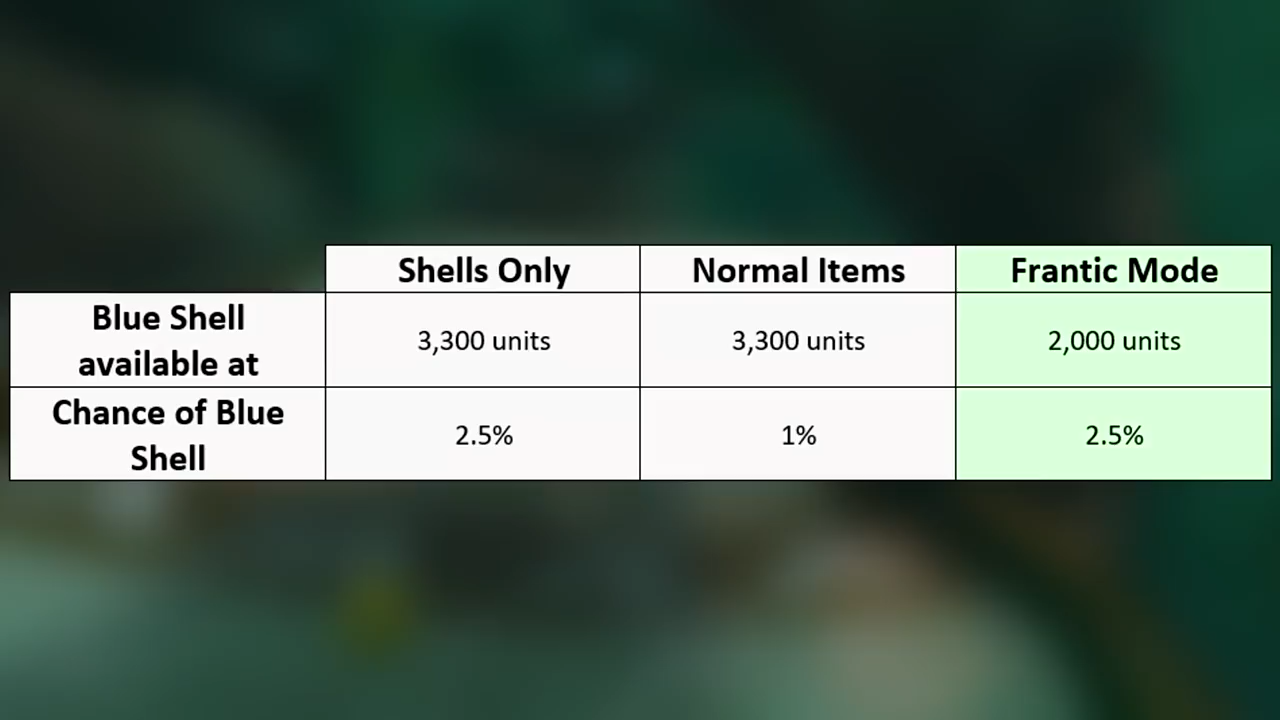 Shells Only Normal Items Frantic Mode
Blue Shell
available at
3,300 units 3,300 units 2,000 units
Chance of Blue
Shell
2.5% 1% 2.5%